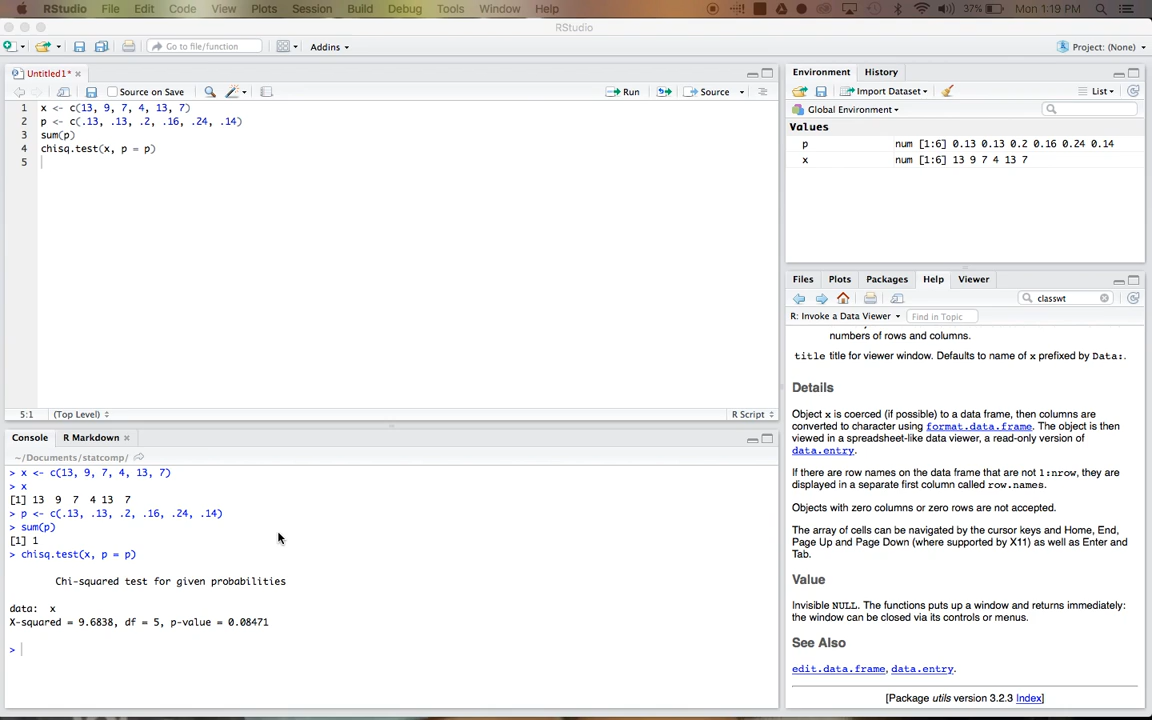 RStudio File Edit Code View Plots Session Build Debug Tools Window Help 37% Mon 1:19 PM
RStudio
Go to file/function Addins Project: (None)
Untitled1*
Source on Save Run Source
1 x <- c(13, 9, 7, 4, 13, 7)
2 p <- c(.13, .13, .2, .16, .24, .14)
3 sum(p)
4 chisq.test(x, p = p)
5
5:1 (Top Level) R Script
Console R Markdown
~/Documents/statcomp/
> x <- c(13, 9, 7, 4, 13, 7)
> x
[1] 13 9 7 4 13 7
> p <- c(.13, .13, .2, .16, .24, .14)
> sum(p)
[1] 1
> chisq.test(x, p = p)
Chi-squared test for given probabilities
data: x
X-squared = 9.6838, df = 5, p-value = 0.08471
>
Environment History
Import Dataset List
Global Environment
Values
p num [1:6] 0.13 0.13 0.2 0.16 0.24 0.14
x num [1:6] 13 9 7 4 13 7
Files Plots Packages Help Viewer
classwt
R: Invoke a Data Viewer Find in Topic
numbers of rows and columns.
title title for viewer window. Defaults to name of x prefixed by Data:.
Details
Object x is coerced (if possible) to a data frame, then columns are
converted to character using format.data.frame. The object is then
viewed in a spreadsheet-like data viewer, a read-only version of
data.entry.
If there are row names on the data frame that are not 1:nrow, they are
displayed in a separate first column called row.names.
Objects with zero columns or zero rows are not accepted.
The array of cells can be navigated by the cursor keys and Home, End,
Page Up and Page Down (where supported by X11) as well as Enter and
Tab.
Value
Invisible NULL. The functions puts up a window and returns immediately:
the window can be closed via its controls or menus.
See Also
edit.data.frame, data.entry.
[Package utils version 3.2.3 Index]